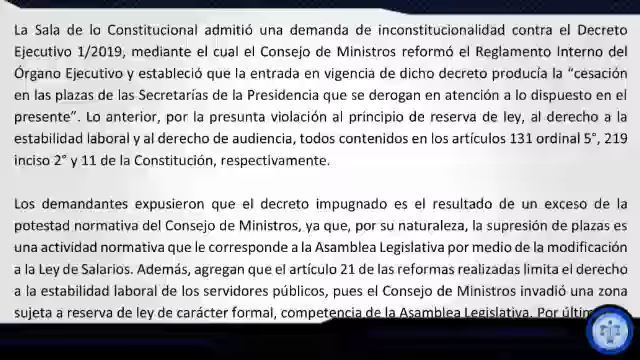 La Sala de lo Constitucional admitió una demanda de inconstitucionalidad contra el Decreto
Ejecutivo 1/2019, mediante el cual el Consejo de Ministros reformó el Reglamento Interno del
Órgano Ejecutivo y estableció que la entrada en vigencia de dicho decreto producía la “cesación
en las plazas de las Secretarías de la Presidencia que se derogan en atención a lo dispuesto en el
presente”. Lo anterior, por la presunta violación al principio de reserva de ley, al derecho a la
estabilidad laboral y al derecho de audiencia, todos contenidos en los artículos 131 ordinal 5°, 219
inciso 2° y 11 de la Constitución, respectivamente.
Los demandantes expusieron que el decreto impugnado es el resultado de un exceso de la
potestad normativa del Consejo de Ministros, ya que, por su naturaleza, la supresión de plazas es
una actividad normativa que le corresponde a la Asamblea Legislativa por medio de la modificación
a la Ley de Salarios. Además, agregan que el artículo 21 de las reformas realizadas limita el derecho
a la estabilidad laboral de los servidores públicos, pues el Consejo de Ministros invadió una zona
sujeta a reserva de ley de carácter formal, competencia de la Asamblea Legislativa. Por